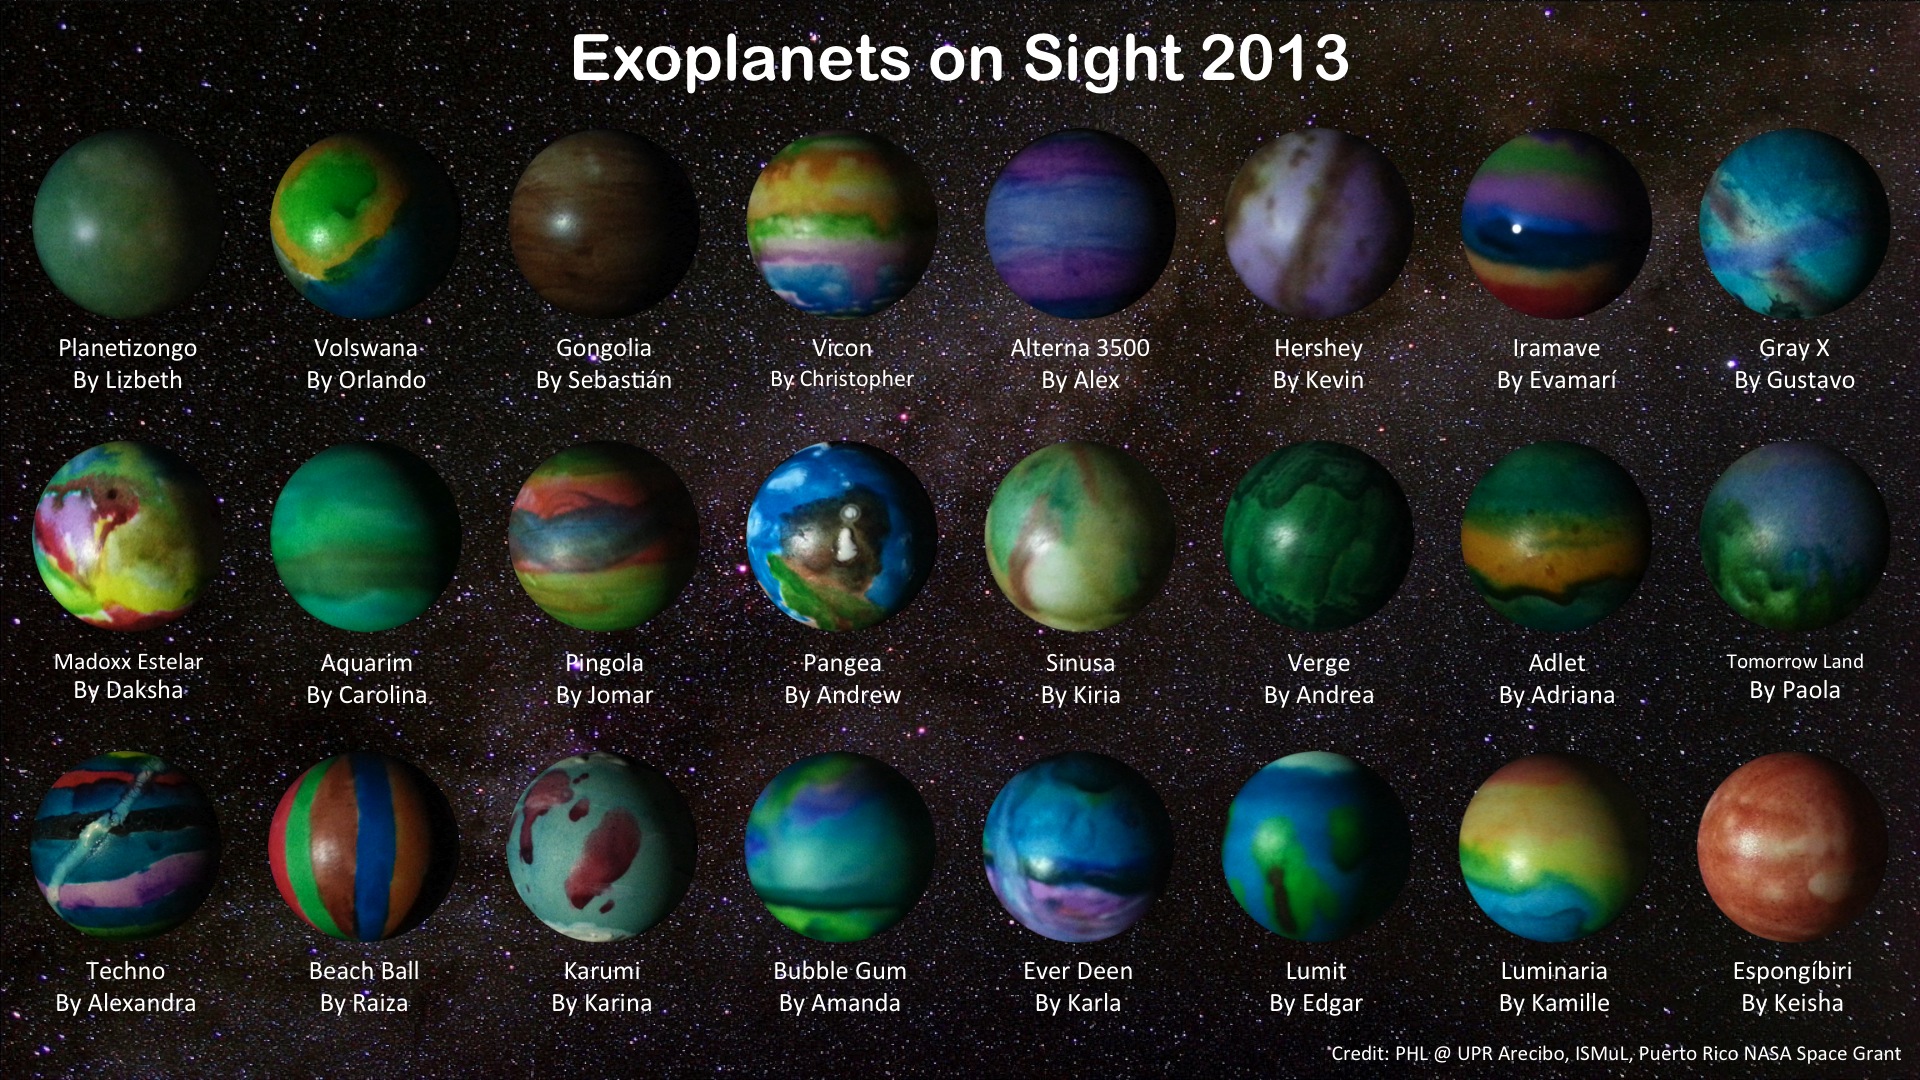 Exoplanets on Sight 2013
Planetizongo
By Lizbeth
Volswana
By Orlando
Gongolia
By Sebastián
Vicon
By Christopher
Alterna 3500
By Alex
Hershey
By Kevin
Iramave
By Evamarí
Gray X
By Gustavo
Madoxx Estelar
By Daksha
Aquarim
By Carolina
Pingola
By Jomar
Pangea
By Andrew
Sinusa
By Kiria
Verge
By Andrea
Adlet
By Adriana
Tomorrow Land
By Paola
Techno
By Alexandra
Beach Ball
By Raiza
Karumi
By Karina
Bubble Gum
By Amanda
Ever Deen
By Karla
Lumit
By Edgar
Luminaria
By Kamille
Espongíbiri
By Keisha
Credit: PHL @ UPR Arecibo, ISMuL, Puerto Rico NASA Space Grant